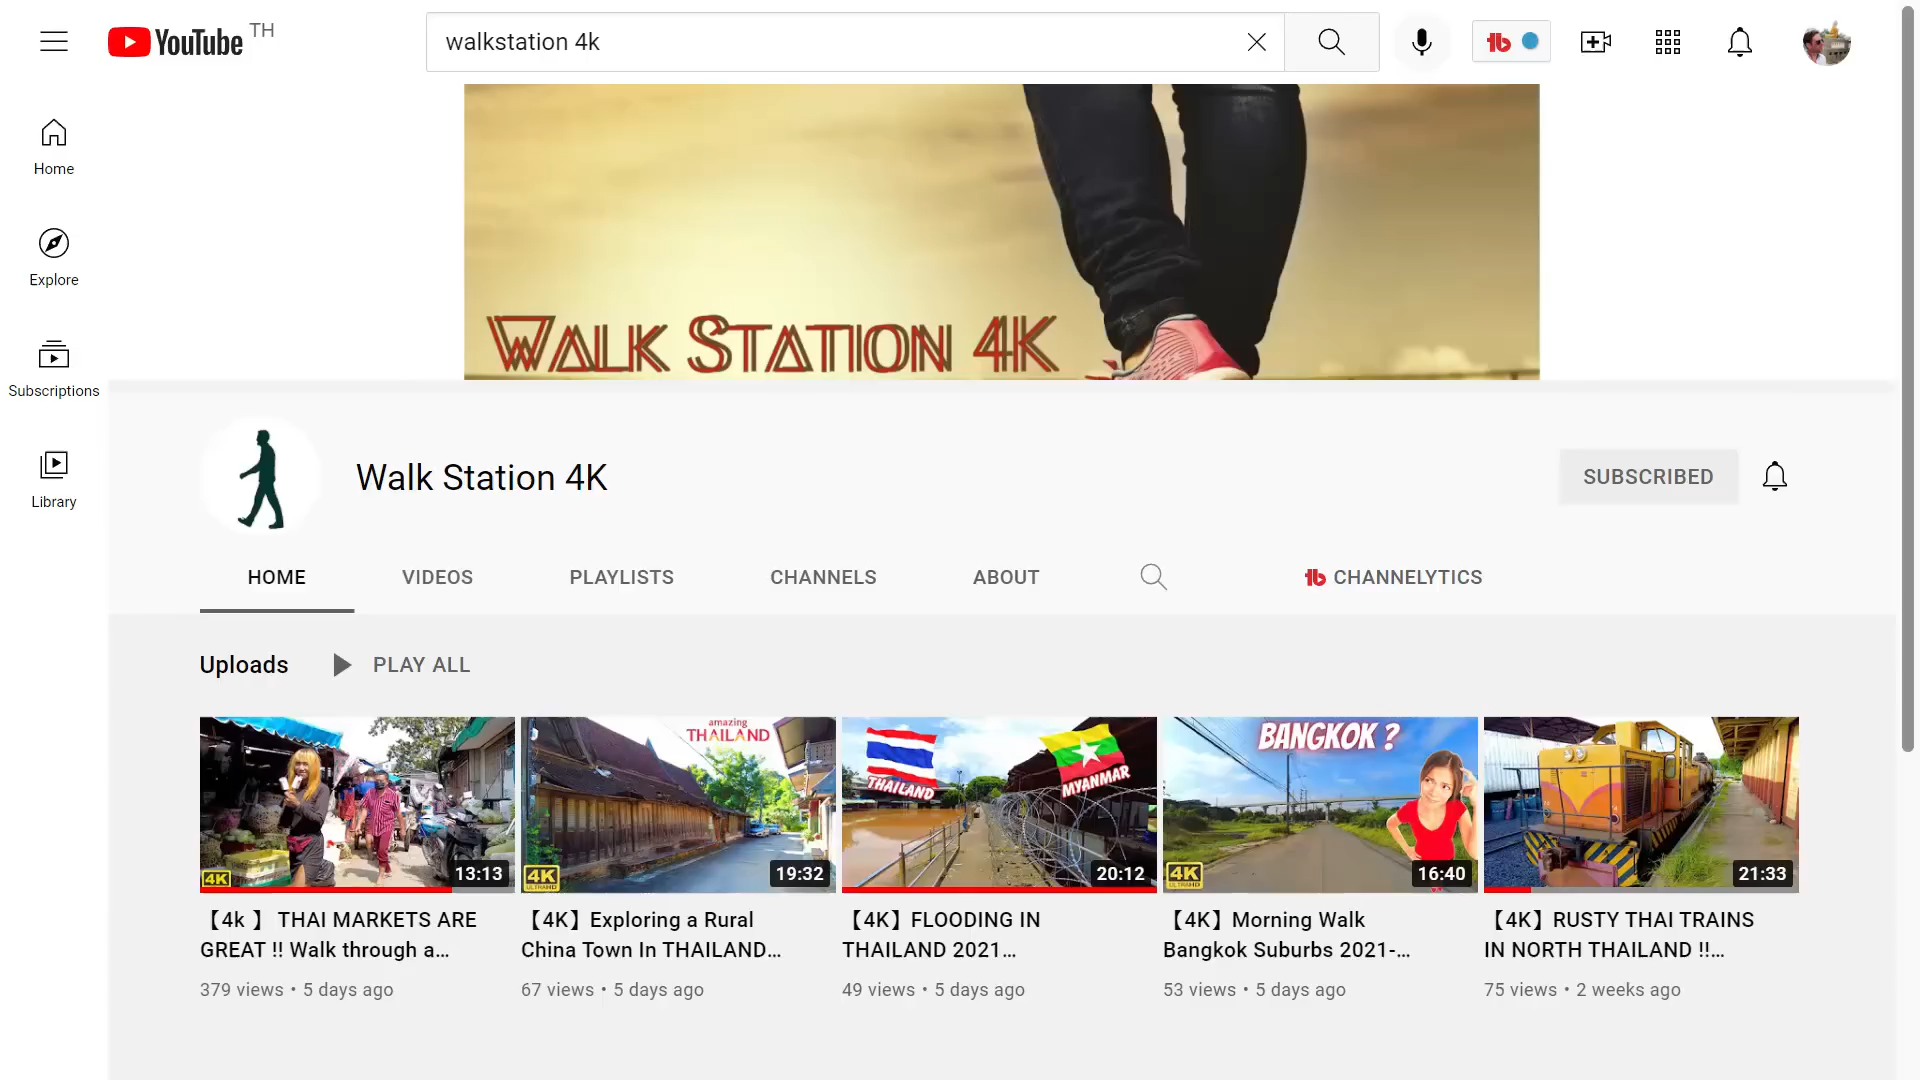 YouTube TH
walkstation 4k
Home
Explore
Subscriptions
Library
WALK STATION 4K
Walk Station 4K
SUBSCRIBED
HOME
VIDEOS
PLAYLISTS
CHANNELS
ABOUT
CHANNELYTICS
Uploads
PLAY ALL
4K
13:13
amazing
THAILAND
4K
ULTRAHD
19:32
THAILAND
MYANMAR
20:12
BANGKOK ?
4K
ULTRAHD
16:40
21:33
【4k 】 THAI MARKETS ARE
GREAT !! Walk through a...
379 views • 5 days ago
【4K】Exploring a Rural
China Town In THAILAND...
67 views • 5 days ago
【4K】FLOODING IN
THAILAND 2021...
49 views • 5 days ago
【4K】Morning Walk
Bangkok Suburbs 2021-...
53 views • 5 days ago
【4K】RUSTY THAI TRAINS
IN NORTH THAILAND !!...
75 views • 2 weeks ago